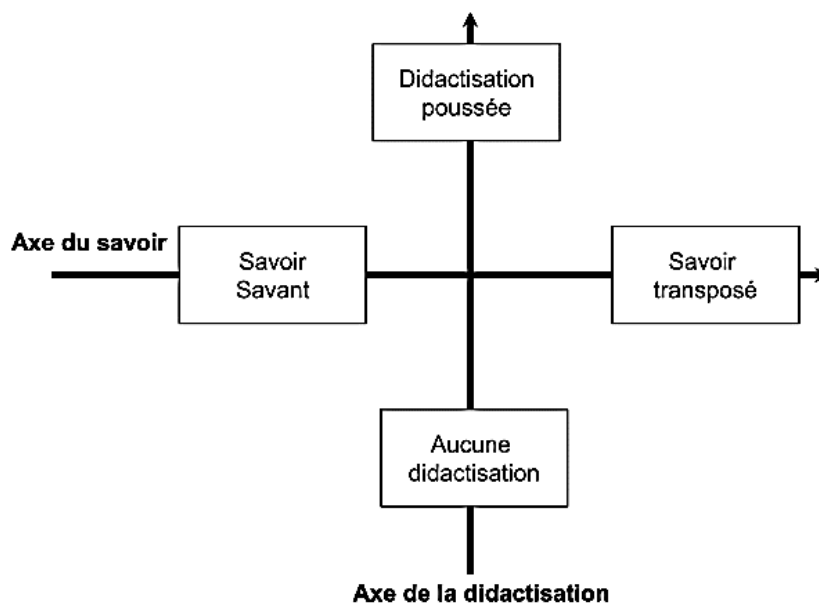 Didactisation
poussée
Axe du savoir
Savoir
Savant
Savoir
transposé
Aucune
didactisation
Axe de la didactisation